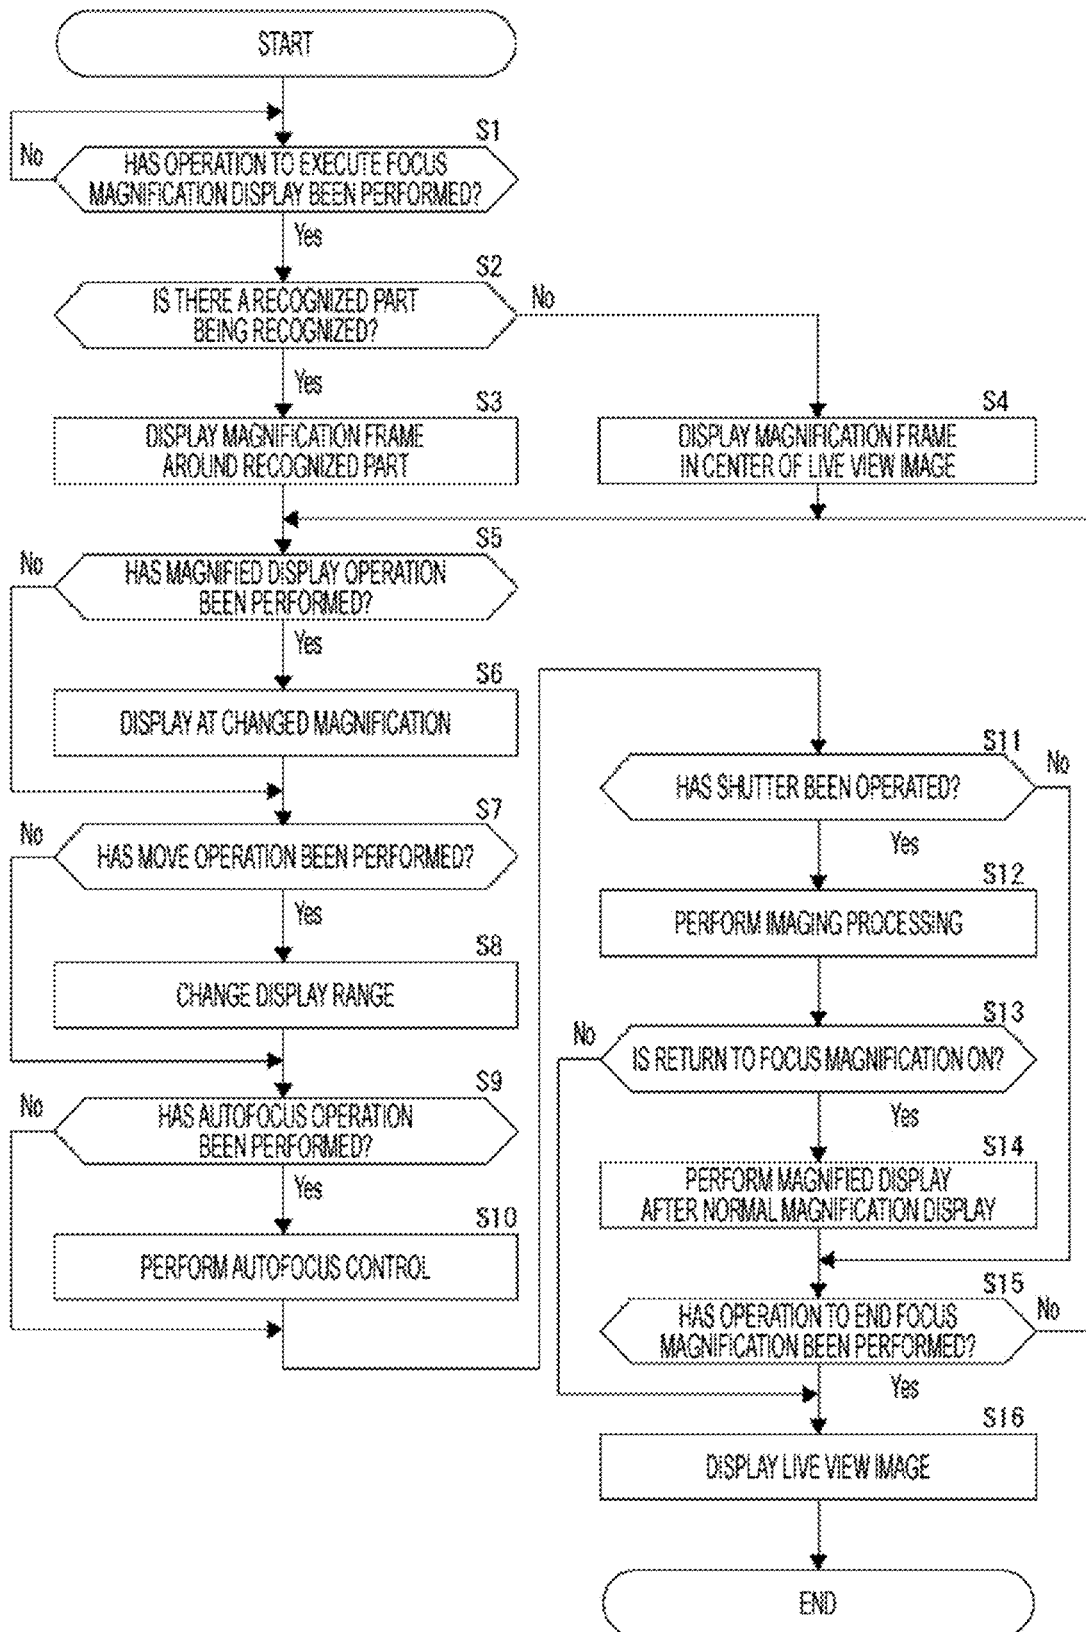 START
S1
No
HAS OPERATION TO EXECUTE FOCUS
MAGNIFICATION DISPLAY BEEN PERFORMED?
Yes
S2
IS THERE A RECOGNIZED PART
BEING RECOGNIZED?
No
Yes
S3
DISPLAY MAGNIFICATION FRAME
AROUND RECOGNIZED PART
S4
DISPLAY MAGNIFICATION FRAME
IN CENTER OF LIVE VIEW IMAGE
S5
No
HAS MAGNIFIED DISPLAY OPERATION
BEEN PERFORMED?
Yes
S6
DISPLAY AT CHANGED MAGNIFICATION
S7
No
HAS MOVE OPERATION BEEN PERFORMED?
Yes
S8
CHANGE DISPLAY RANGE
S9
No
HAS AUTOFOCUS OPERATION
BEEN PERFORMED?
Yes
S10
PERFORM AUTOFOCUS CONTROL
S11
No
HAS SHUTTER BEEN OPERATED?
Yes
S12
PERFORM IMAGING PROCESSING
S13
No
IS RETURN TO FOCUS MAGNIFICATION ON?
Yes
S14
PERFORM MAGNIFIED DISPLAY
AFTER NORMAL MAGNIFICATION DISPLAY
S15
No
HAS OPERATION TO END FOCUS
MAGNIFICATION BEEN PERFORMED?
Yes
S16
DISPLAY LIVE VIEW IMAGE
END